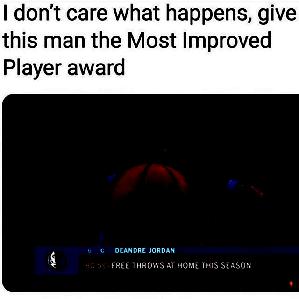 I don't care what happens, give
this man the Most Improved
Player award
DEANDRE JORDAN
FREE THROWS AT HOME THIS SEASON